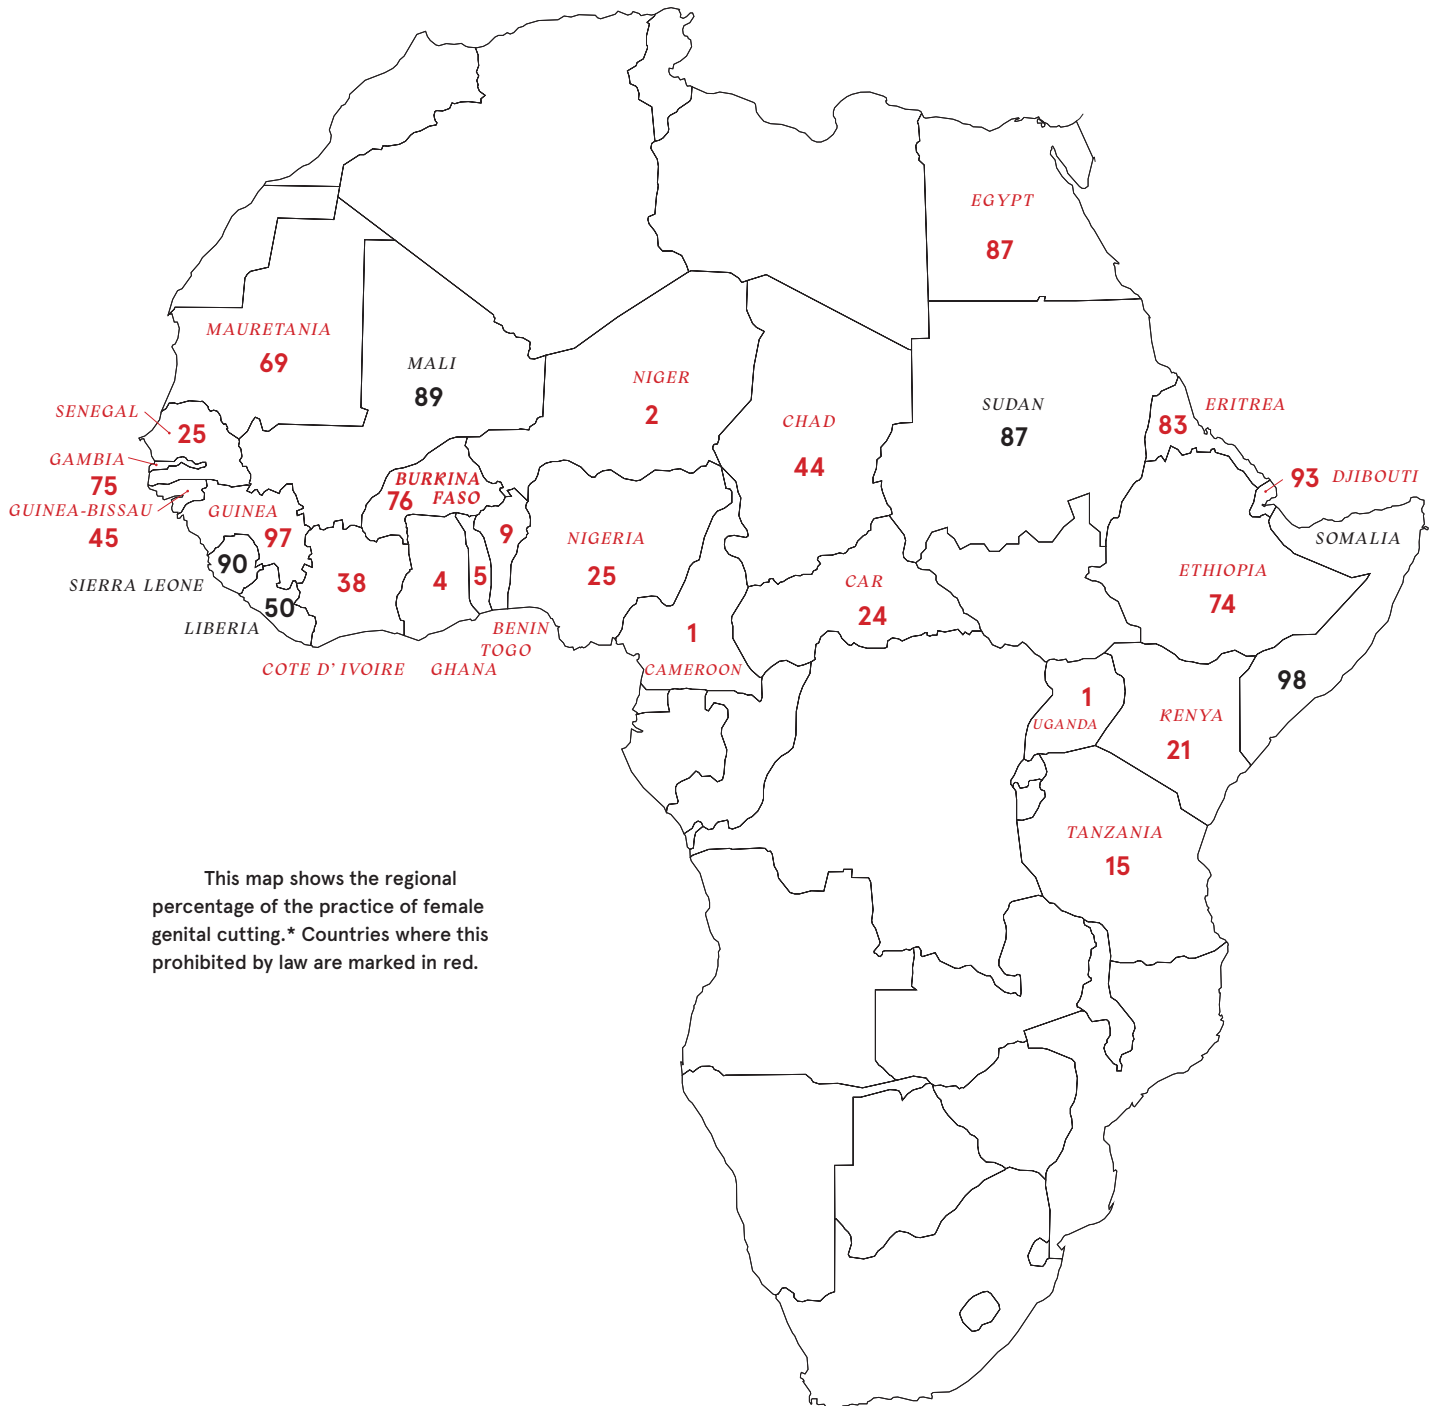 EGYPT
87
MAURETANIA
69
MALI
89
NIGER
2
CHAD
44
SUDAN
87
ERITREA
83
SENEGAL
25
GAMBIA
75
GUINEA-BISSAU
45
BURKINA
76 FASO
93 DJIBOUTI
GUINEA
97
SOMALIA
98
NIGERIA
25
9
5
4
38
90
SIERRA LEONE
50
LIBERIA
COTE D' IVOIRE
GHANA
BENIN
TOGO
CAR
24
ETHIOPIA
74
1
CAMEROON
1
UGANDA
KENYA
21
TANZANIA
15
This map shows the regional
percentage of the practice of female
genital cutting.* Countries where this
prohibited by law are marked in red.